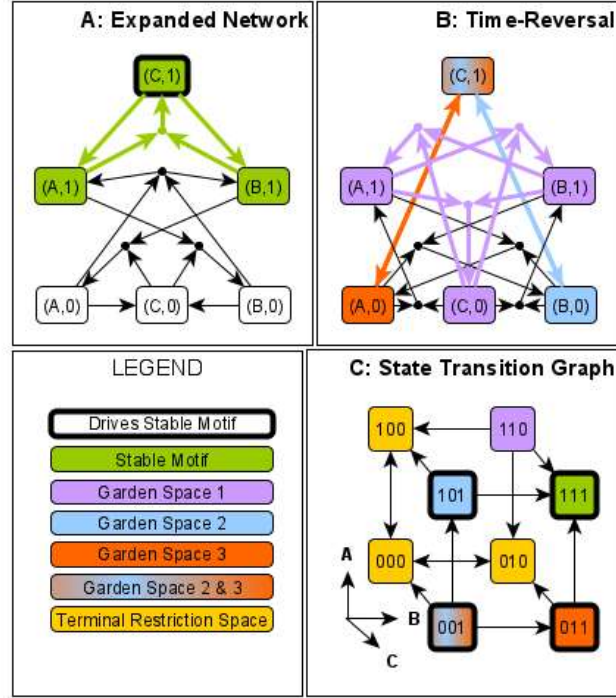 A: Expanded Network
(C,1)
(A,1)
(B,1)
(A,0)
(C,0)
(B,0)
B: Time-Reversal
(C,1)
(A,1)
(B,1)
(A,0)
(C,0)
(B,0)
LEGEND
Drives Stable Motif
Stable Motif
Garden Space 1
Garden Space 2
Garden Space 3
Garden Space 2 & 3
Terminal Restriction Space
C: State Transition Graph
100
110
101
111
000
010
001
011
A
B
C